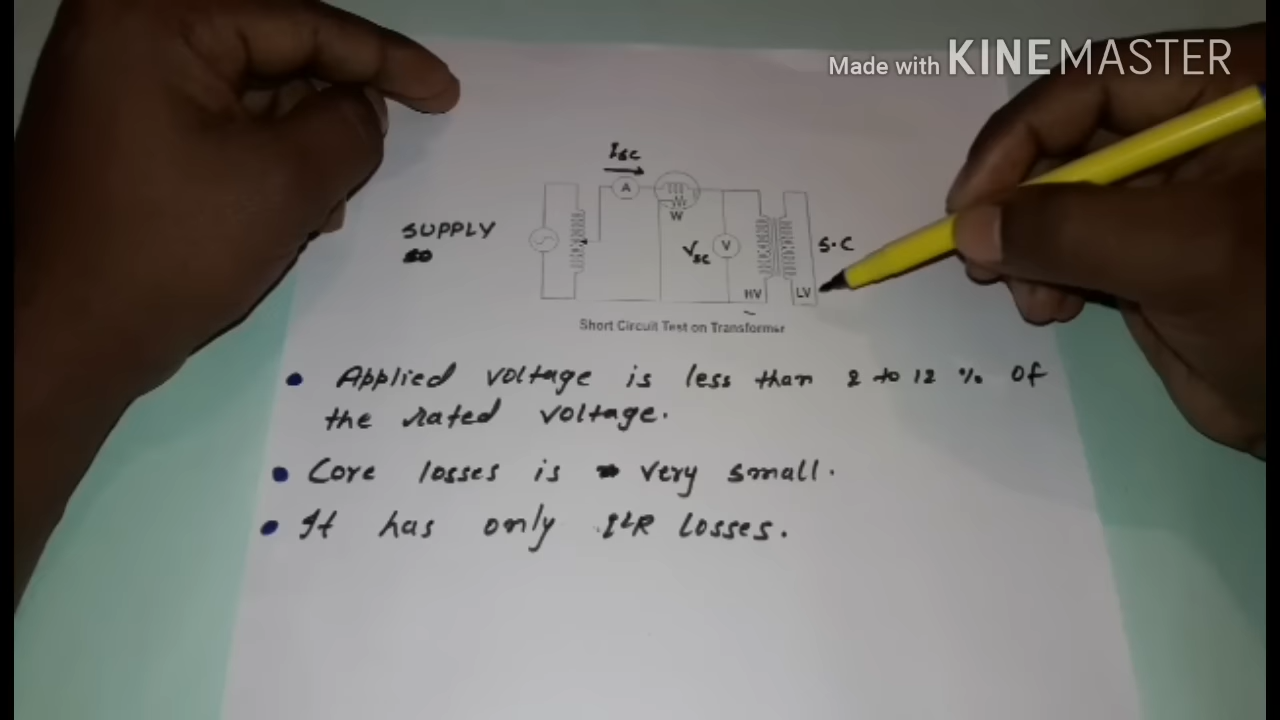 Made with KINEMASTER
Isc
A
SUPPLY
W
Vsc
V
S.C
HV
LV
Short Circuit Test on Transformer
• Applied voltage is less than 2 to 12 % of
the rated voltage.
• Core losses is very small.
• It has only I²R losses.